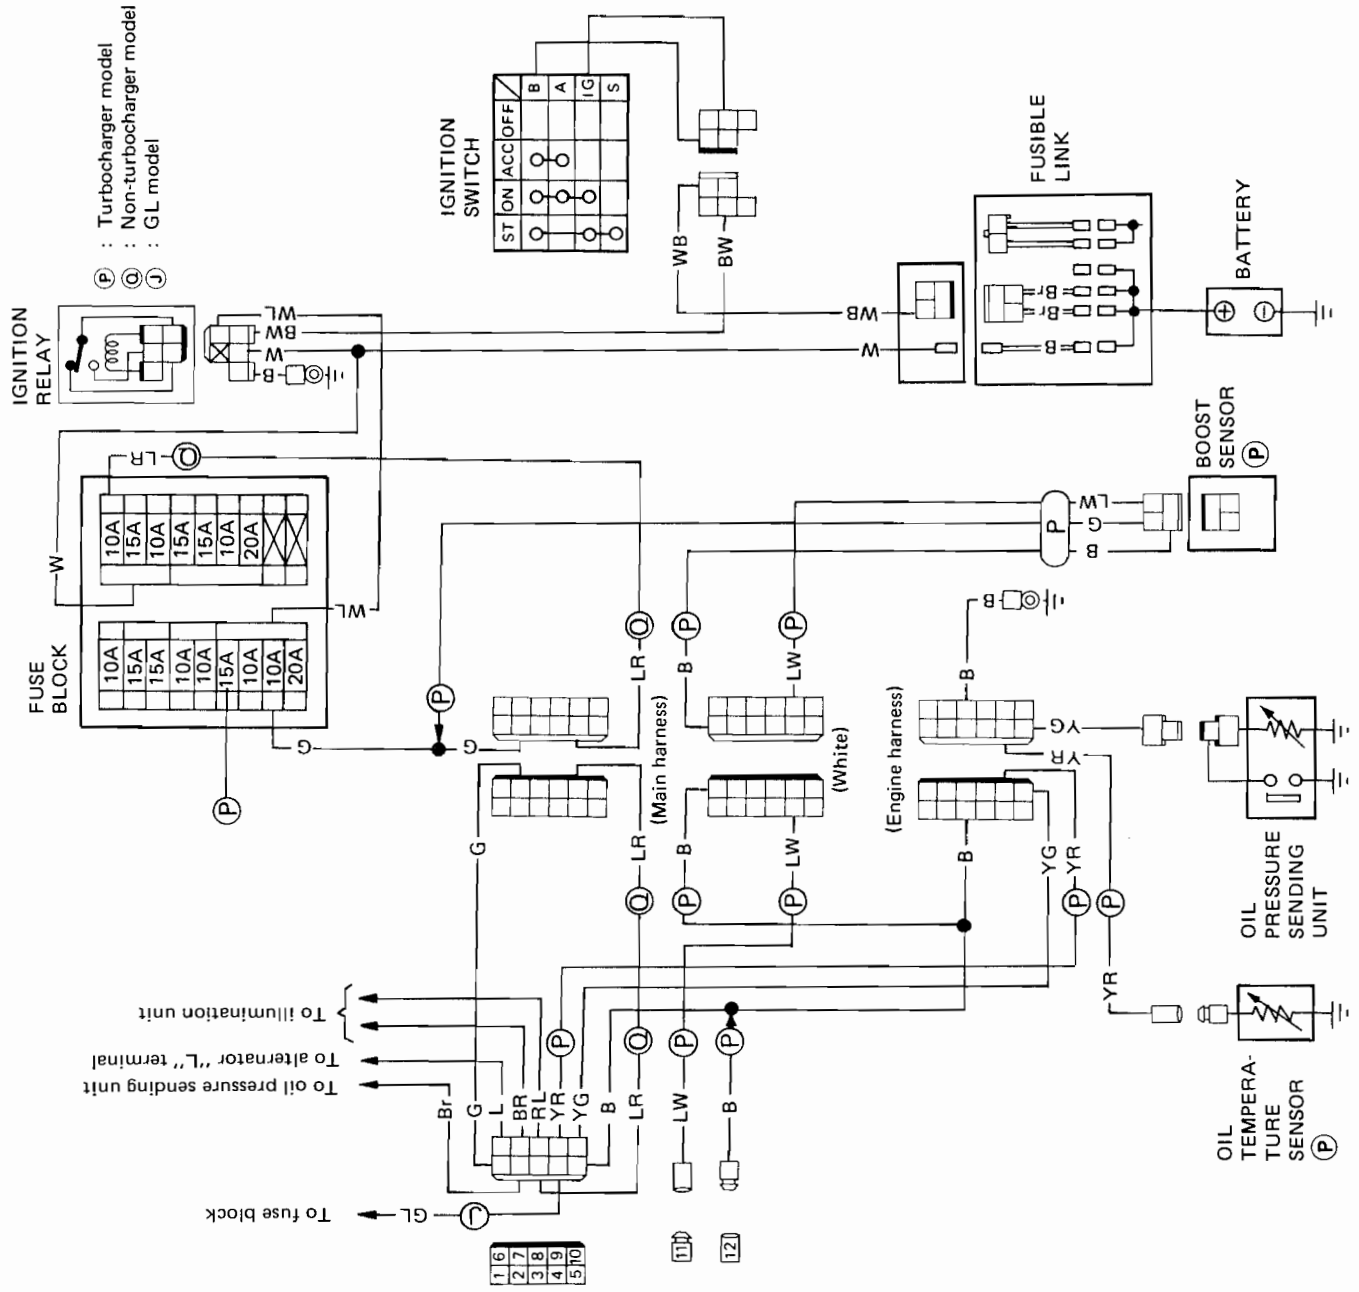 Ⓟ : Turbocharger model
Ⓠ : Non-turbocharger model
Ⓙ : GL model
IGNITION
RELAY
WL
BW
W
B
IGNITION
SWITCH
OFF
ACC
ON
ST
B
A
IG
S
WB
BW
WB
W
FUSIBLE
LINK
Br
Br
B
BATTERY
+
−
FUSE
BLOCK
LR
Q
W
WL
10A
15A
10A
15A
15A
10A
20A
10A
15A
15A
10A
10A
15A
10A
10A
20A
P
G
P
G
BOOST
SENSOR
P
P
LW
G
B
Q
P
P
LR
B
LW
B
B
(Main harness)
(White)
(Engine harness)
YG
YR
G
LR
B
LW
B
YG
YR
Q
P
P
P
P
YR
OIL
PRESSURE
SENDING
UNIT
OIL
TEMPERA-
TURE
SENSOR
P
To illumination unit
To alternator "L" terminal
To oil pressure sending unit
To fuse block
P
Q
P
P
Br
G
L
BR
RL
YR
YG
B
LR
LW
B
GL
J
1 6
2 7
3 8
4 9
5 10
11
12